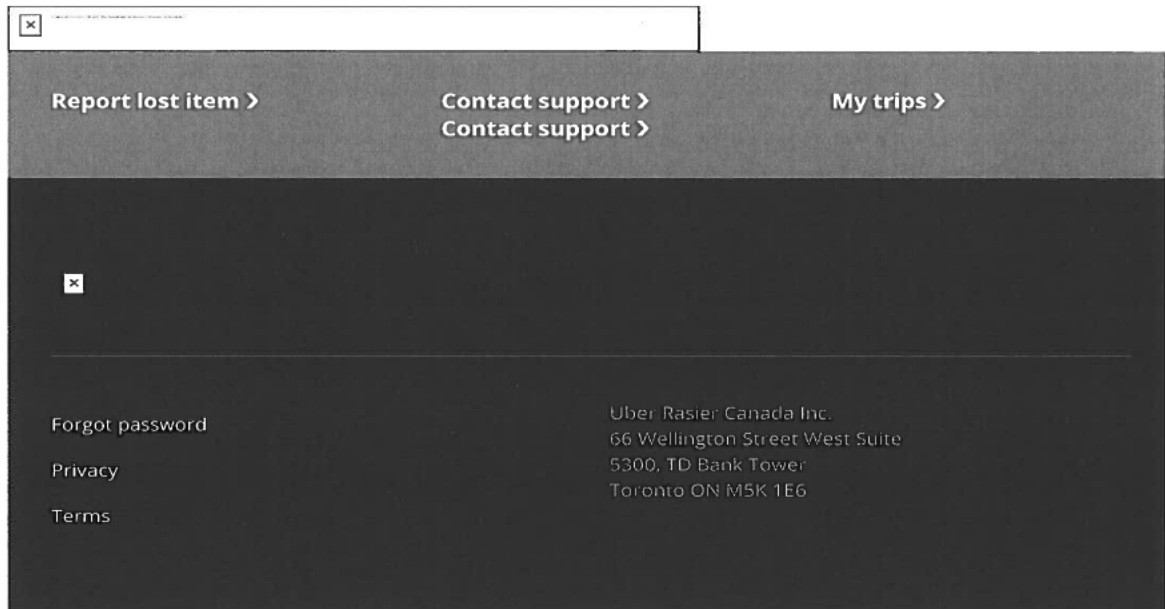 Report lost item >
Contact support >
Contact support >
My trips >
Forgot password
Privacy
Terms
Uber Rasier Canada Inc.
66 Wellington Street West Suite
5300, TD Bank Tower
Toronto ON M5K 1E6